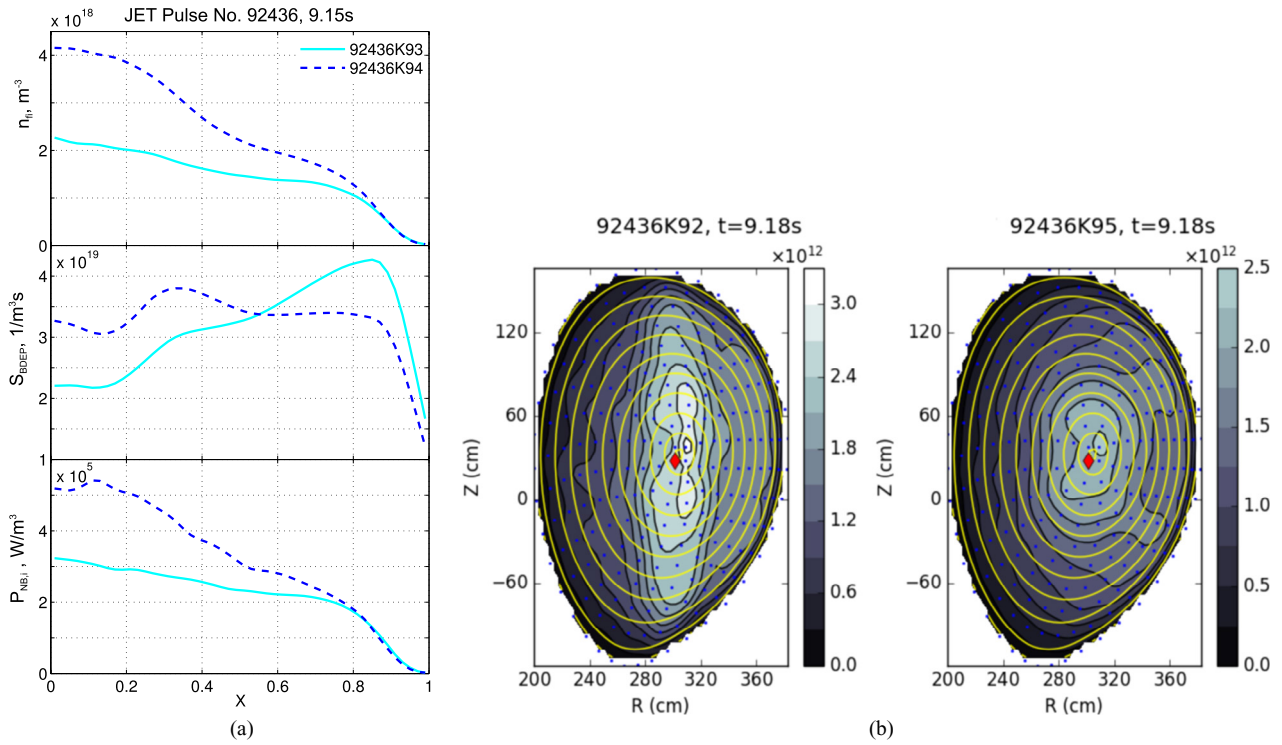 JET Pulse No. 92436, 9.15s
x 10^18
92436K93
92436K94
n_fi, m^-3
4
2
0
x 10^19
S_BDEP, 1/m^3s
4
3
2
1
x 10^5
P_NB,i , W/m^3
4
2
0
0 0.2 0.4 0.6 0.8 1
X
(a)
92436K92, t=9.18s
×10^12
3.0
2.4
1.8
1.2
0.6
0.0
Z (cm)
120
60
0
−60
200 240 280 320 360
R (cm)
92436K95, t=9.18s
×10^12
2.5
2.0
1.5
1.0
0.5
0.0
Z (cm)
120
60
0
−60
200 240 280 320 360
R (cm)
(b)